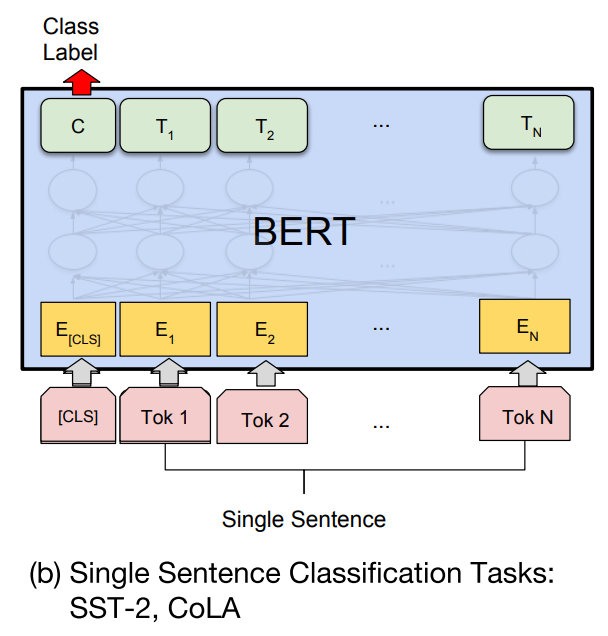 Class
Label
C T1 T2 ... TN
...
BERT
...
E[CLS] E1 E2 ... EN
[CLS] Tok 1 Tok 2 ... Tok N
Single Sentence
(b) Single Sentence Classification Tasks:
SST-2, CoLA